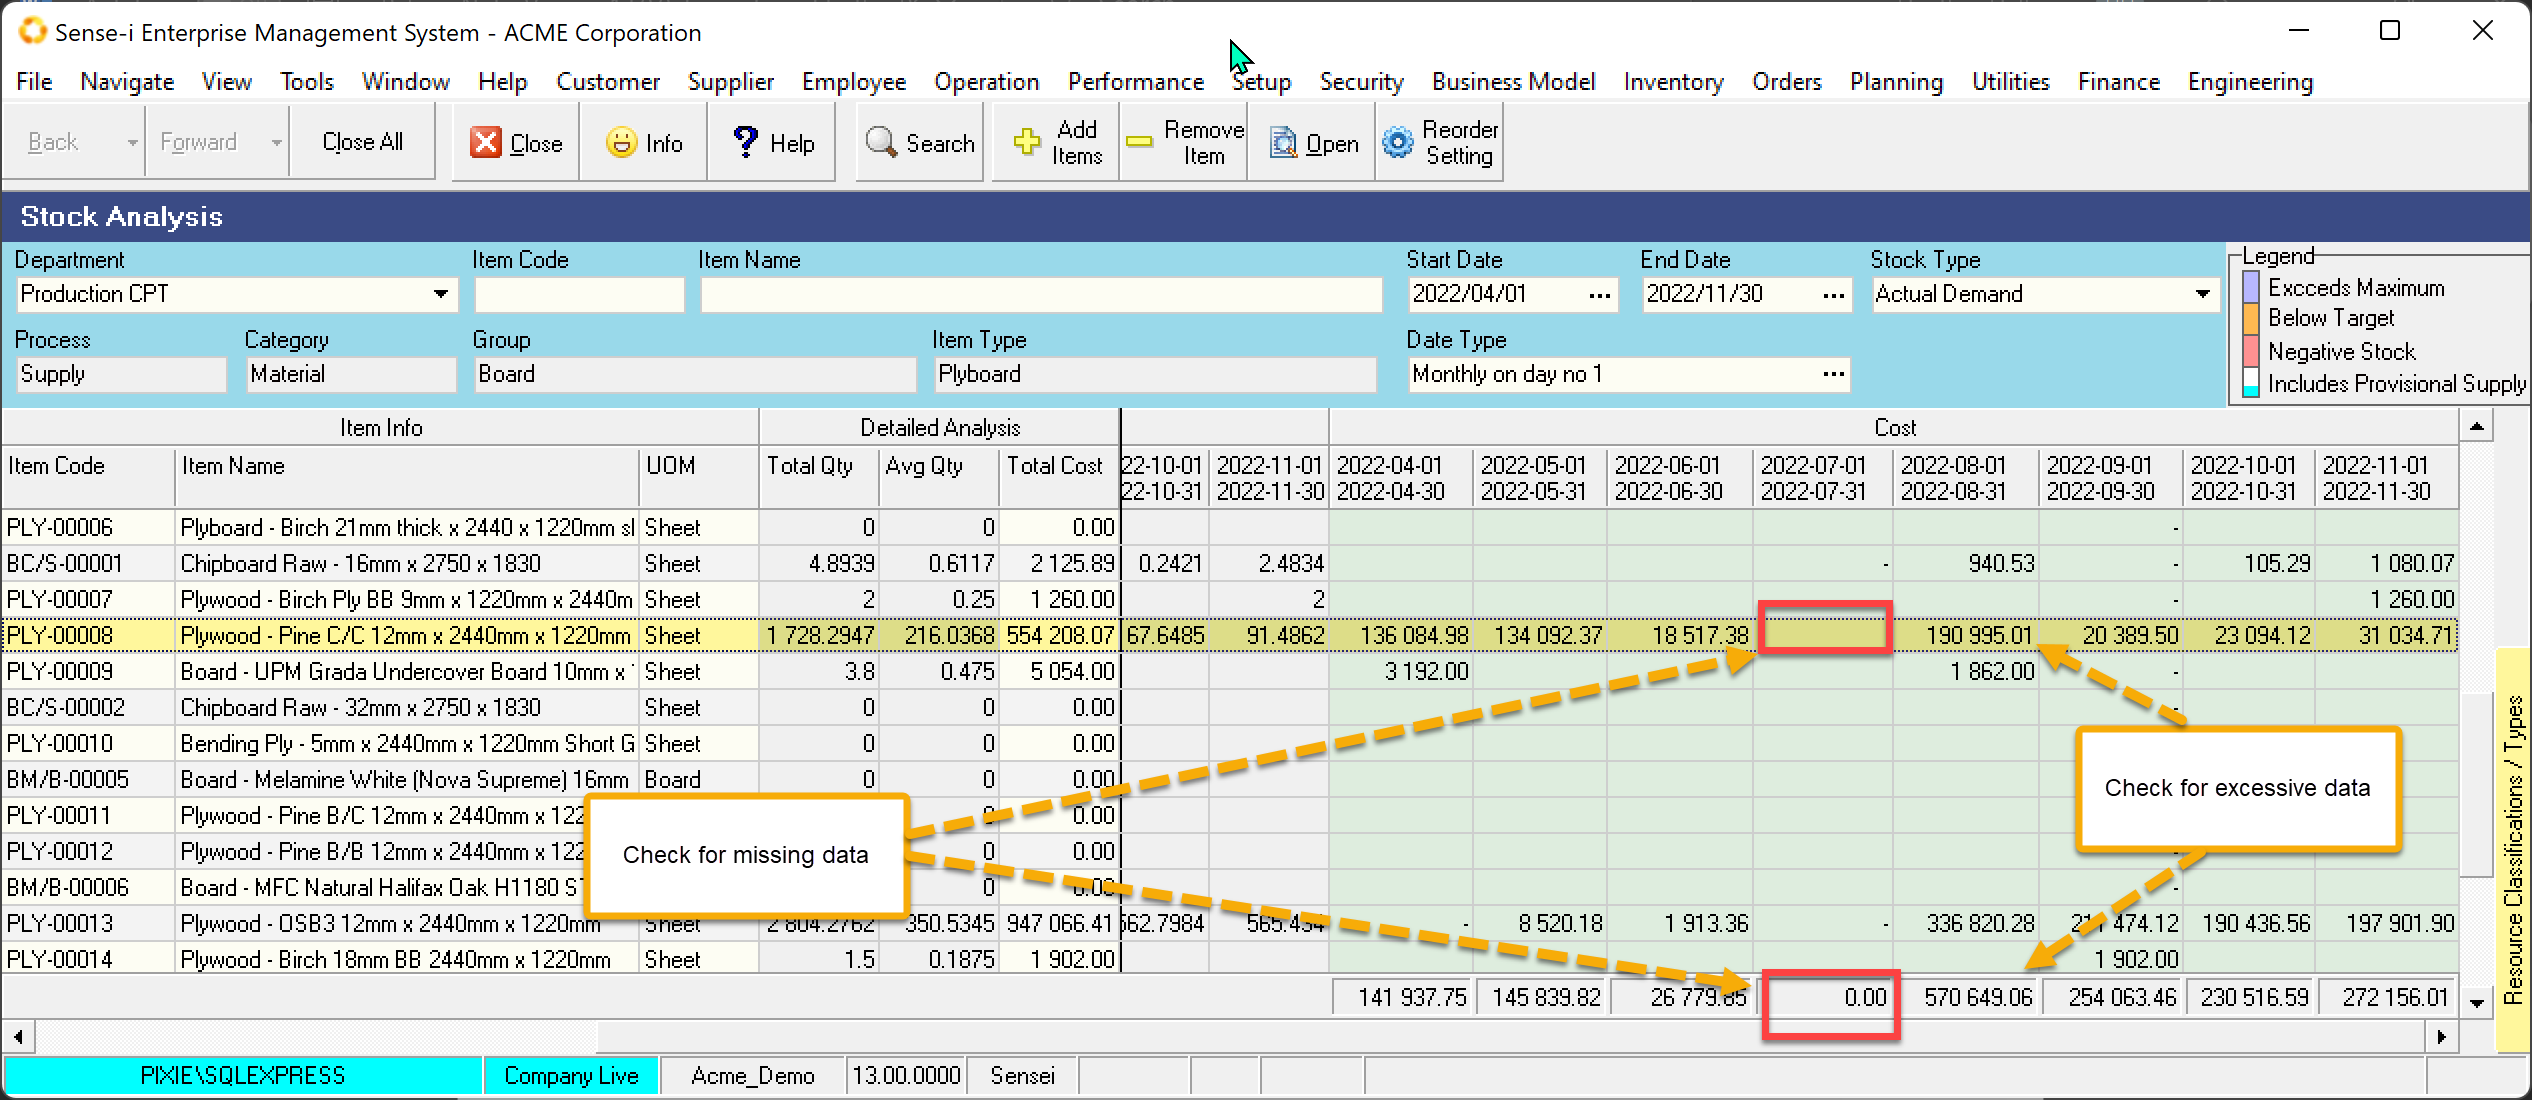 Sense-i Enterprise Management System - ACME Corporation
File Navigate View Tools Window Help Customer Supplier Employee Operation Performance Setup Security Business Model Inventory Orders Planning Utilities Finance Engineering
Back Forward Close All Close Info Help Search Add Items Remove Item Open Reorder Setting
Stock Analysis
Department Item Code Item Name Start Date End Date Stock Type
Production CPT 2022/04/01 ... 2022/11/30 ... Actual Demand
Process Category Group Item Type Date Type
Supply Material Board Plyboard Monthly on day no 1 ...
Legend
Exceeds Maximum
Below Target
Negative Stock
Includes Provisional Supply
Item Info Detailed Analysis Cost
Item Code Item Name UOM Total Qty Avg Qty Total Cost 22-10-01 2022-11-01 2022-04-01 2022-05-01 2022-06-01 2022-07-01 2022-08-01 2022-09-01 2022-10-01 2022-11-01
22-10-31 2022-11-30 2022-04-30 2022-05-31 2022-06-30 2022-07-31 2022-08-31 2022-09-30 2022-10-31 2022-11-30
PLY-00006 Plyboard - Birch 21mm thick x 2440 x 1220mm sl Sheet 0 0 0.00 -
BC/S-00001 Chipboard Raw - 16mm x 2750 x 1830 Sheet 4.8939 0.6117 2 125.89 0.2421 2.4834 - 940.53 - 105.29 1 080.07
PLY-00007 Plywood - Birch Ply BB 9mm x 1220mm x 2440m Sheet 2 0.25 1 260.00 2 - 1 260.00
PLY-00008 Plywood - Pine C/C 12mm x 2440mm x 1220mm Sheet 1 728.2947 216.0368 554 208.07 67.6485 91.4862 136 084.98 134 092.37 18 517.38 190 995.01 20 389.50 23 094.12 31 034.71
PLY-00009 Board - UPM Grada Undercover Board 10mm x Sheet 3.8 0.475 5 054.00 3 192.00 1 862.00 -
BC/S-00002 Chipboard Raw - 32mm x 2750 x 1830 Sheet 0 0 0.00 -
PLY-00010 Bending Ply - 5mm x 2440mm x 1220mm Short G Sheet 0 0 0.00
BM/B-00005 Board - Melamine White (Nova Supreme) 16mm Board 0 0 0.00
PLY-00011 Plywood - Pine B/C 12mm x 2440mm x 122 0 0.00
PLY-00012 Plywood - Pine B/B 12mm x 2440mm x 122 0 0.00 -
BM/B-00006 Board - MFC Natural Halifax Oak H1180 ST 0 0.00 -
PLY-00013 Plywood - OSB3 12mm x 2440mm x 1220mm Sheet 2 804.2762 350.5345 947 066.41 562.7984 - 8 520.18 1 913.36 - 336 820.28 190 436.56 197 901.90
PLY-00014 Plywood - Birch 18mm BB 2440mm x 1220mm Sheet 1.5 0.1875 1 902.00 1 902.00
141 937.75 145 839.82 26 779.85 0.00 570 649.06 254 063.46 230 516.59 272 156.01
Check for missing data
Check for excessive data
Resource Classifications / Types
PIXIE\SQLEXPRESS Company Live Acme_Demo 13.00.0000 Sensei